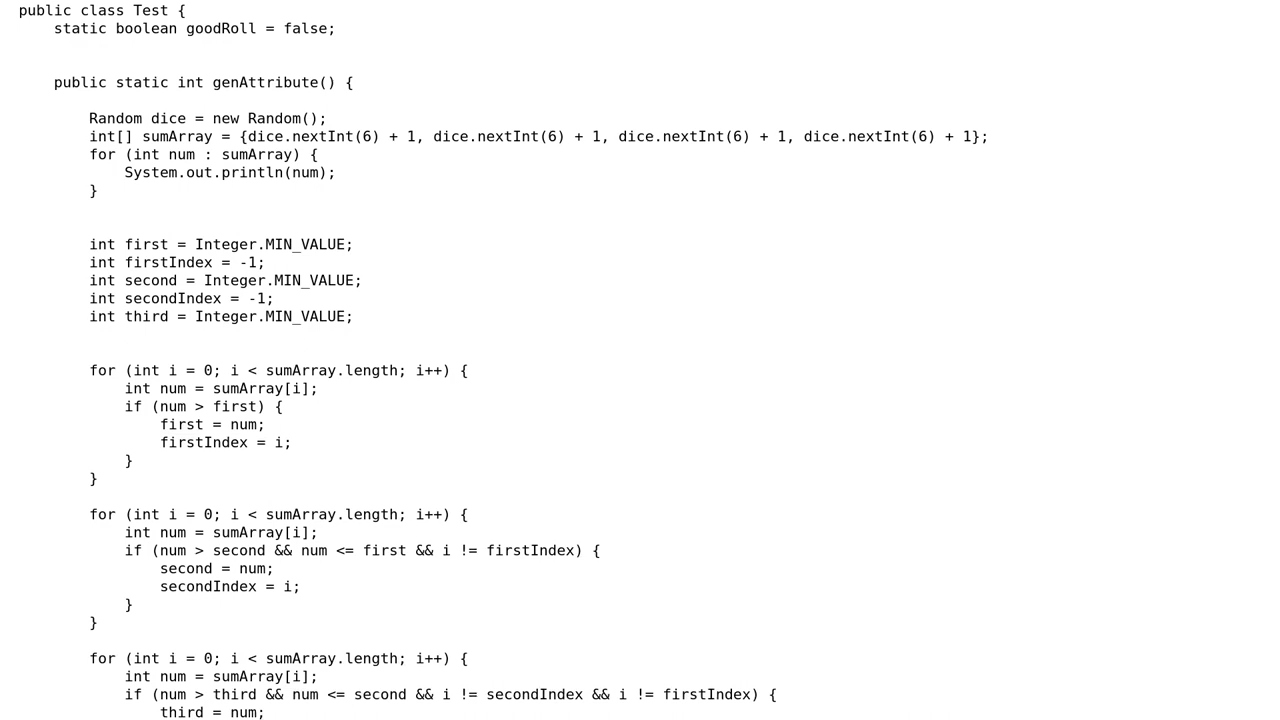 public class Test {
    static boolean goodRoll = false;
    public static int genAttribute() {
        Random dice = new Random();
        int[] sumArray = {dice.nextInt(6) + 1, dice.nextInt(6) + 1, dice.nextInt(6) + 1, dice.nextInt(6) + 1};
        for (int num : sumArray) {
            System.out.println(num);
        }
        int first = Integer.MIN_VALUE;
        int firstIndex = -1;
        int second = Integer.MIN_VALUE;
        int secondIndex = -1;
        int third = Integer.MIN_VALUE;
        for (int i = 0; i < sumArray.length; i++) {
            int num = sumArray[i];
            if (num > first) {
                first = num;
                firstIndex = i;
            }
        }
        for (int i = 0; i < sumArray.length; i++) {
            int num = sumArray[i];
            if (num > second && num <= first && i != firstIndex) {
                second = num;
                secondIndex = i;
            }
        }
        for (int i = 0; i < sumArray.length; i++) {
            int num = sumArray[i];
            if (num > third && num <= second && i != secondIndex && i != firstIndex) {
                third = num;